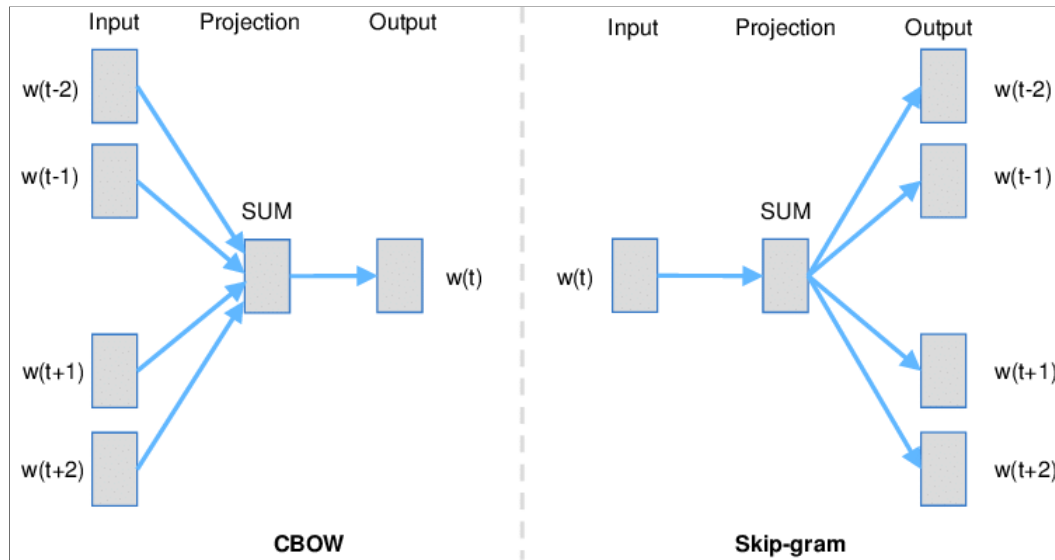 Input Projection Output
w(t-2)
w(t-1)
SUM
w(t)
w(t+1)
w(t+2)
CBOW
Input Projection Output
w(t-2)
w(t-1)
SUM
w(t)
w(t+1)
w(t+2)
Skip-gram